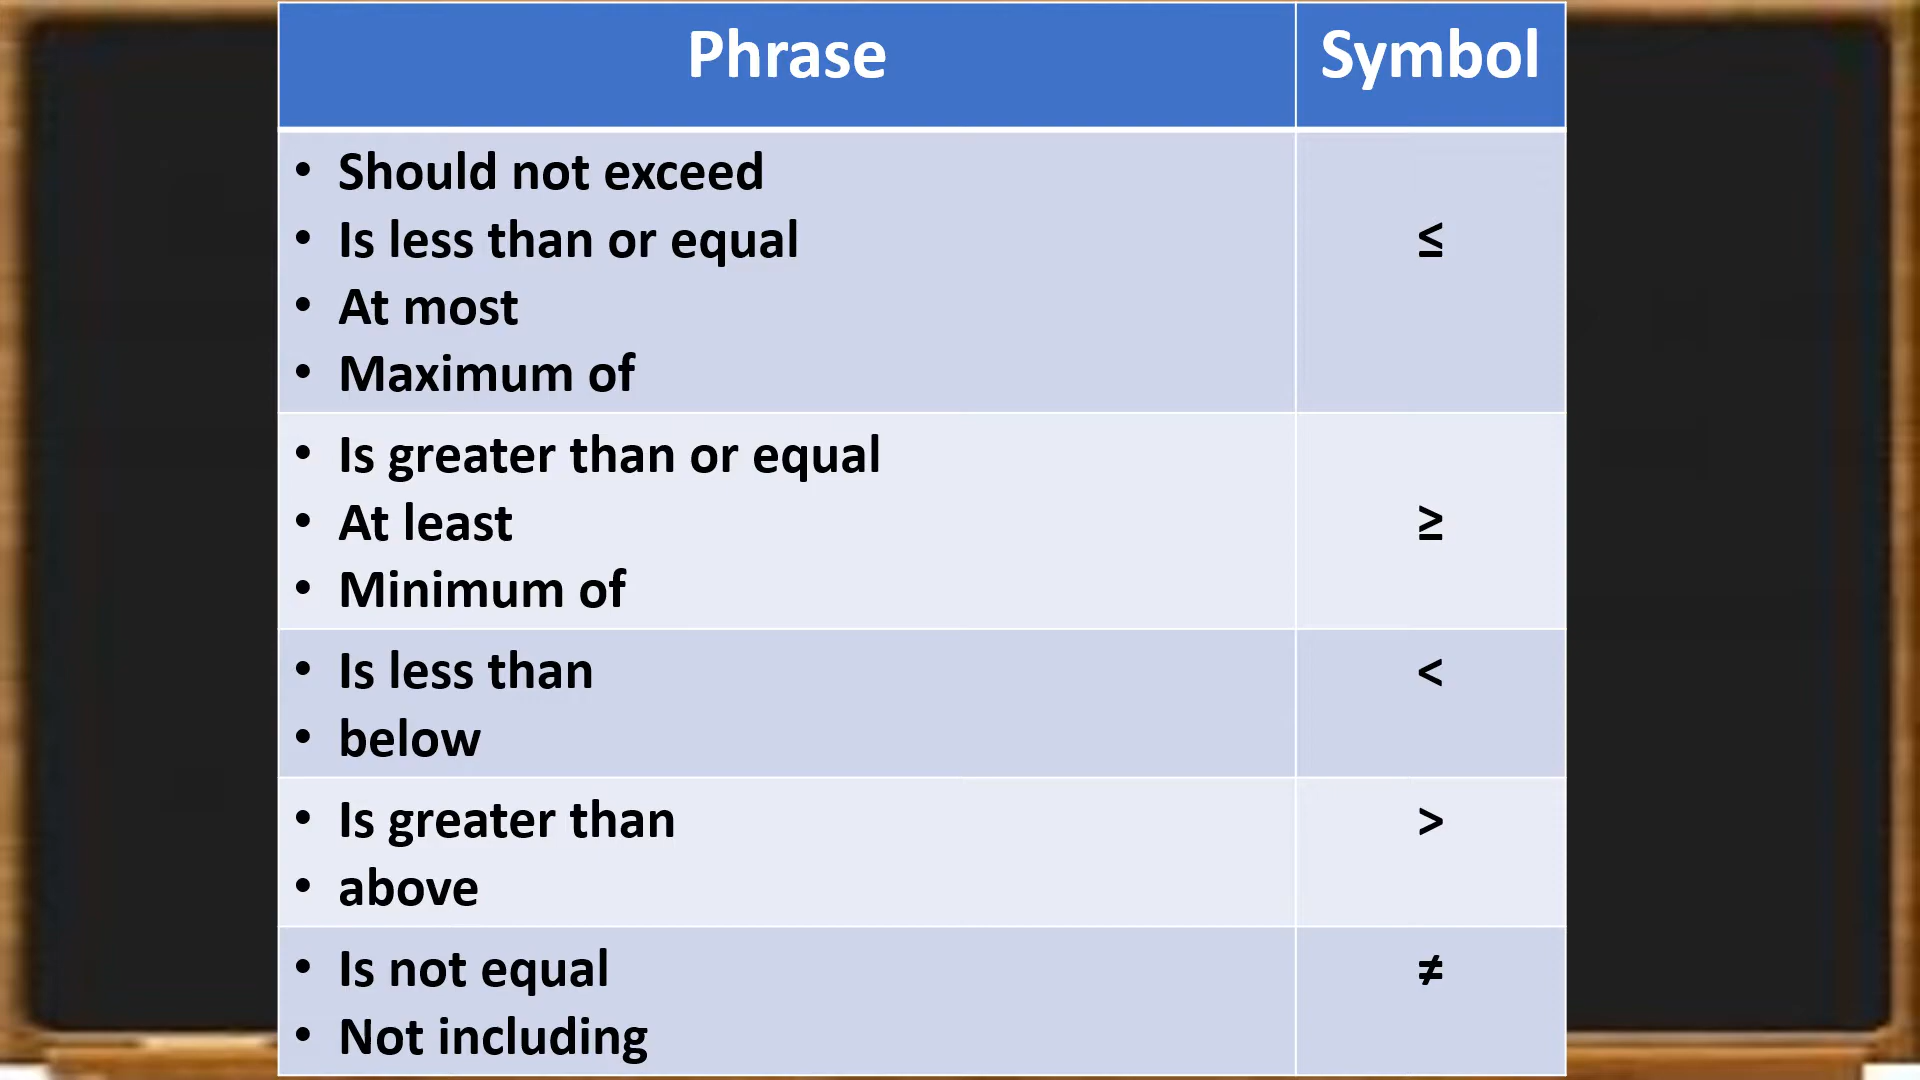 Phrase Symbol
• Should not exceed
• Is less than or equal ≤
• At most
• Maximum of
• Is greater than or equal
• At least ≥
• Minimum of
• Is less than <
• below
• Is greater than >
• above
• Is not equal ≠
• Not including